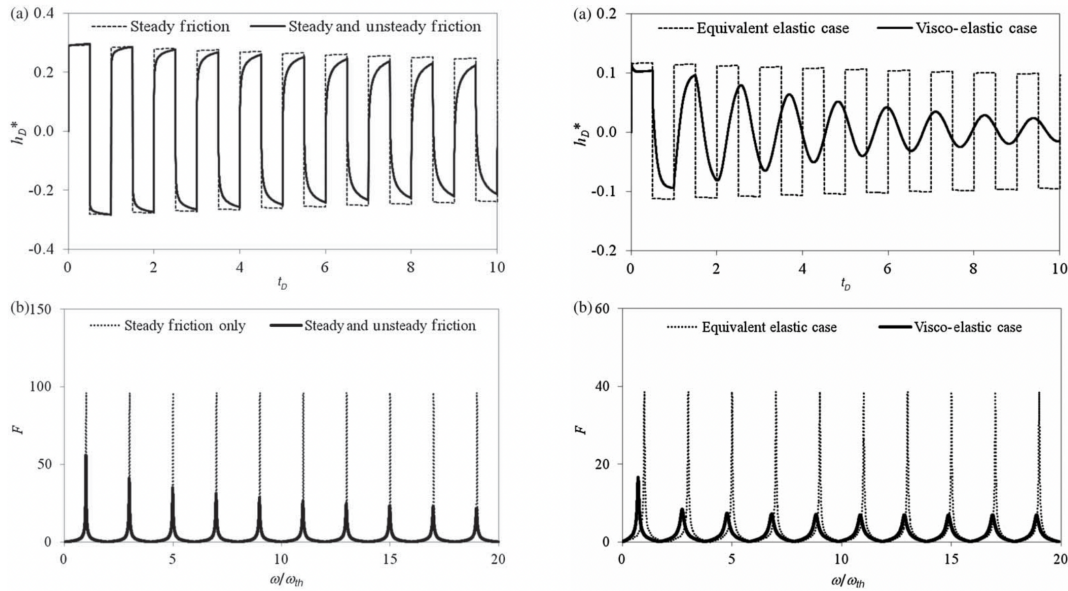 (a)
Steady friction
Steady and unsteady friction
0.4
0.2
0.0
-0.2
-0.4
h_D*
0 2 4 6 8 10
t_D
(b)
Steady friction only
Steady and unsteady friction
150
100
50
0
F
0 5 10 15 20
ω/ω_th
(a)
Equivalent elastic case
Visco-elastic case
0.2
0.1
0.0
-0.1
-0.2
h_D*
0 2 4 6 8 10
t_D
(b)
Equivalent elastic case
Visco-elastic case
60
40
20
0
F
0 5 10 15 20
ω/ω_th